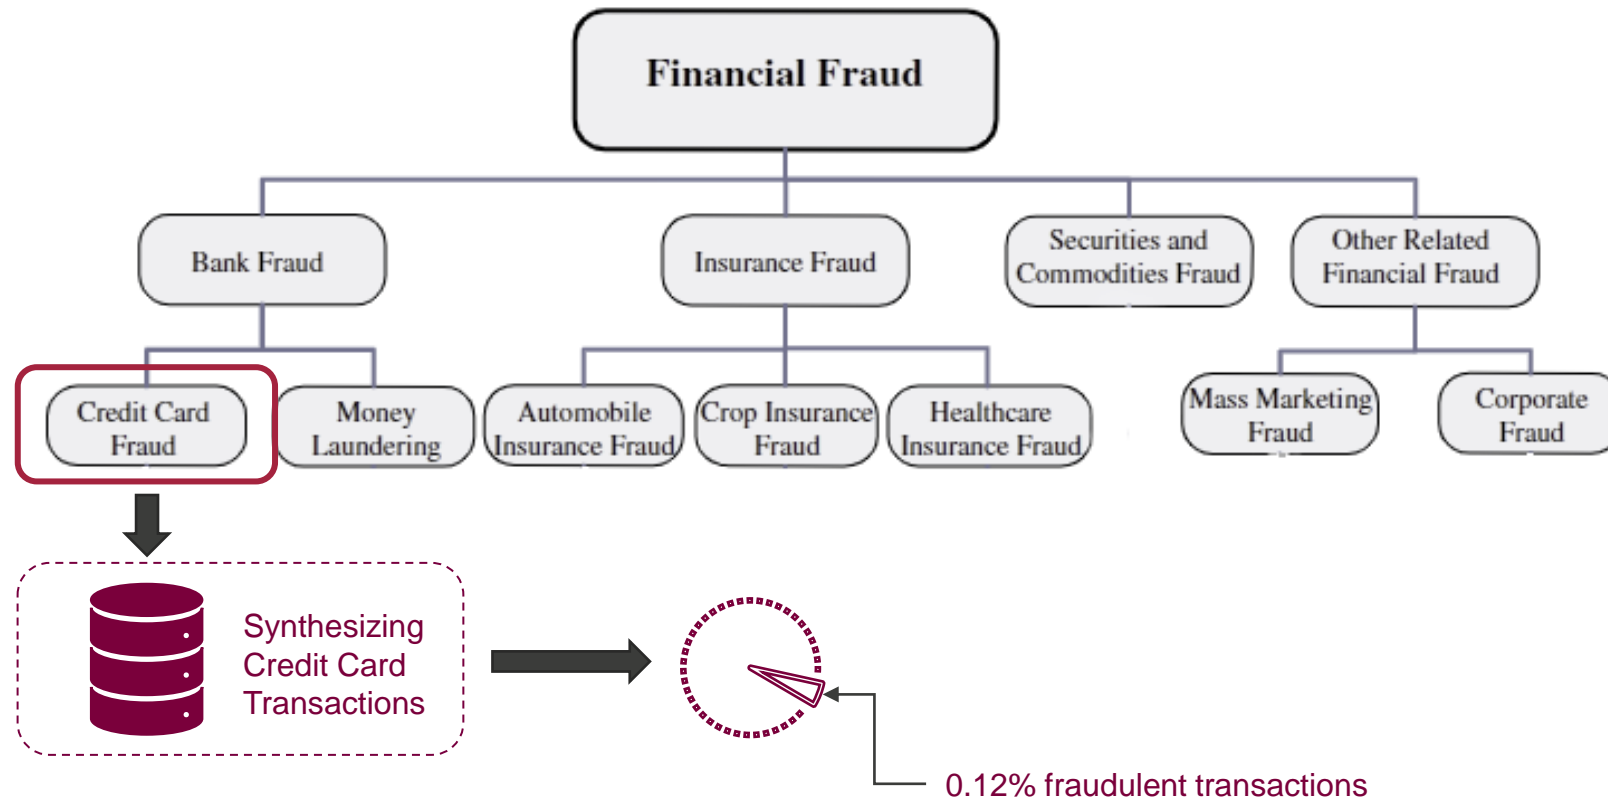 Financial Fraud
Bank Fraud
Insurance Fraud
Securities and
Commodities Fraud
Other Related
Financial Fraud
Credit Card
Fraud
Money
Laundering
Automobile
Insurance Fraud
Crop Insurance
Fraud
Healthcare
Insurance Fraud
Mass Marketing
Fraud
Corporate
Fraud
Synthesizing
Credit Card
Transactions
0.12% fraudulent transactions